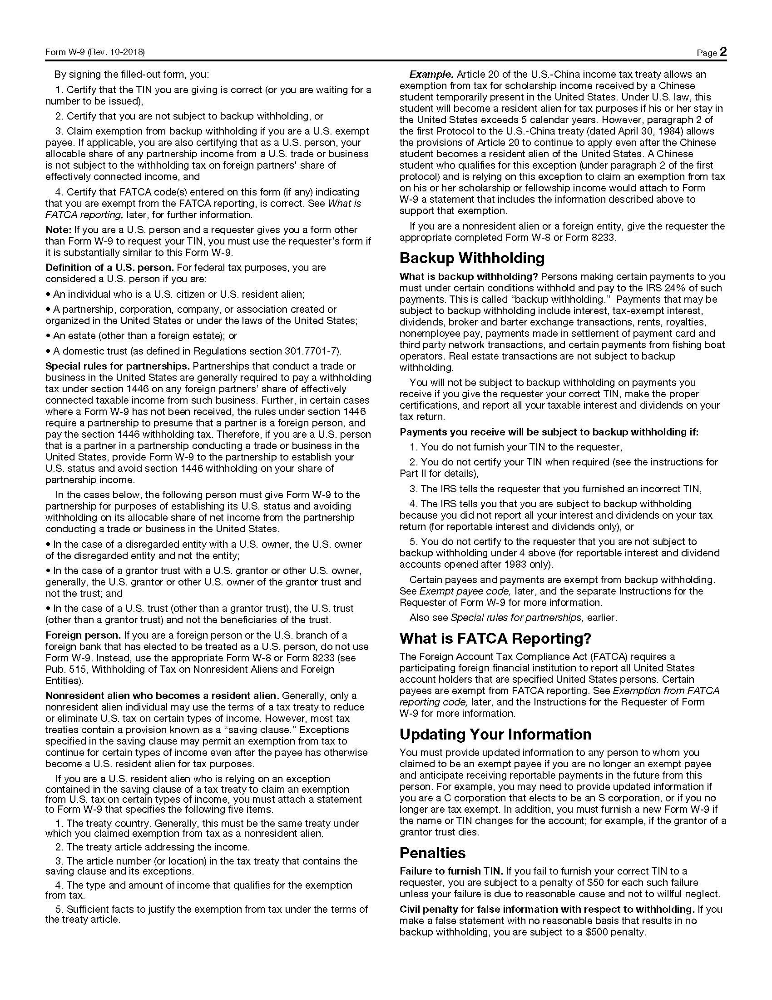 Form W-9 (Rev. 10-2018)
Page 2
By signing the filled-out form, you:
1. Certify that the TIN you are giving is correct (or you are waiting for a
number to be issued),
2. Certify that you are not subject to backup withholding, or
3. Claim exemption from backup withholding if you are a U.S. exempt
payee. If applicable, you are also certifying that as a U.S. person, your
allocable share of any partnership income from a U.S. trade or business
is not subject to the withholding tax on foreign partners' share of
effectively connected income, and
4. Certify that FATCA code(s) entered on this form (if any) indicating
that you are exempt from the FATCA reporting, is correct. See What is
FATCA reporting, later, for further information.
Note: If you are a U.S. person and a requester gives you a form other
than Form W-9 to request your TIN, you must use the requester’s form if
it is substantially similar to this Form W-9.
Definition of a U.S. person. For federal tax purposes, you are
considered a U.S. person if you are:
• An individual who is a U.S. citizen or U.S. resident alien;
• A partnership, corporation, company, or association created or
organized in the United States or under the laws of the United States;
• An estate (other than a foreign estate); or
• A domestic trust (as defined in Regulations section 301.7701-7).
Special rules for partnerships. Partnerships that conduct a trade or
business in the United States are generally required to pay a withholding
tax under section 1446 on any foreign partners’ share of effectively
connected taxable income from such business. Further, in certain cases
where a Form W-9 has not been received, the rules under section 1446
require a partnership to presume that a partner is a foreign person, and
pay the section 1446 withholding tax. Therefore, if you are a U.S. person
that is a partner in a partnership conducting a trade or business in the
United States, provide Form W-9 to the partnership to establish your
U.S. status and avoid section 1446 withholding on your share of
partnership income.
In the cases below, the following person must give Form W-9 to the
partnership for purposes of establishing its U.S. status and avoiding
withholding on its allocable share of net income from the partnership
conducting a trade or business in the United States.
• In the case of a disregarded entity with a U.S. owner, the U.S. owner
of the disregarded entity and not the entity;
• In the case of a grantor trust with a U.S. grantor or other U.S. owner,
generally, the U.S. grantor or other U.S. owner of the grantor trust and
not the trust; and
• In the case of a U.S. trust (other than a grantor trust), the U.S. trust
(other than a grantor trust) and not the beneficiaries of the trust.
Foreign person. If you are a foreign person or the U.S. branch of a
foreign bank that has elected to be treated as a U.S. person, do not use
Form W-9. Instead, use the appropriate Form W-8 or Form 8233 (see
Pub. 515, Withholding of Tax on Nonresident Aliens and Foreign
Entities).
Nonresident alien who becomes a resident alien. Generally, only a
nonresident alien individual may use the terms of a tax treaty to reduce
or eliminate U.S. tax on certain types of income. However, most tax
treaties contain a provision known as a “saving clause.” Exceptions
specified in the saving clause may permit an exemption from tax to
continue for certain types of income even after the payee has otherwise
become a U.S. resident alien for tax purposes.
If you are a U.S. resident alien who is relying on an exception
contained in the saving clause of a tax treaty to claim an exemption
from U.S. tax on certain types of income, you must attach a statement
to Form W-9 that specifies the following five items.
1. The treaty country. Generally, this must be the same treaty under
which you claimed exemption from tax as a nonresident alien.
2. The treaty article addressing the income.
3. The article number (or location) in the tax treaty that contains the
saving clause and its exceptions.
4. The type and amount of income that qualifies for the exemption
from tax.
5. Sufficient facts to justify the exemption from tax under the terms of
the treaty article.
Example. Article 20 of the U.S.-China income tax treaty allows an
exemption from tax for scholarship income received by a Chinese
student temporarily present in the United States. Under U.S. law, this
student will become a resident alien for tax purposes if his or her stay in
the United States exceeds 5 calendar years. However, paragraph 2 of
the first Protocol to the U.S.-China treaty (dated April 30, 1984) allows
the provisions of Article 20 to continue to apply even after the Chinese
student becomes a resident alien of the United States. A Chinese
student who qualifies for this exception (under paragraph 2 of the first
protocol) and is relying on this exception to claim an exemption from tax
on his or her scholarship or fellowship income would attach to Form
W-9 a statement that includes the information described above to
support that exemption.
If you are a nonresident alien or a foreign entity, give the requester the
appropriate completed Form W-8 or Form 8233.
Backup Withholding
What is backup withholding? Persons making certain payments to you
must under certain conditions withhold and pay to the IRS 24% of such
payments. This is called “backup withholding.” Payments that may be
subject to backup withholding include interest, tax-exempt interest,
dividends, broker and barter exchange transactions, rents, royalties,
nonemployee pay, payments made in settlement of payment card and
third party network transactions, and certain payments from fishing boat
operators. Real estate transactions are not subject to backup
withholding.
You will not be subject to backup withholding on payments you
receive if you give the requester your correct TIN, make the proper
certifications, and report all your taxable interest and dividends on your
tax return.
Payments you receive will be subject to backup withholding if:
1. You do not furnish your TIN to the requester,
2. You do not certify your TIN when required (see the instructions for
Part II for details),
3. The IRS tells the requester that you furnished an incorrect TIN,
4. The IRS tells you that you are subject to backup withholding
because you did not report all your interest and dividends on your tax
return (for reportable interest and dividends only), or
5. You do not certify to the requester that you are not subject to
backup withholding under 4 above (for reportable interest and dividend
accounts opened after 1983 only).
Certain payees and payments are exempt from backup withholding.
See Exempt payee code, later, and the separate Instructions for the
Requester of Form W-9 for more information.
Also see Special rules for partnerships, earlier.
What is FATCA Reporting?
The Foreign Account Tax Compliance Act (FATCA) requires a
participating foreign financial institution to report all United States
account holders that are specified United States persons. Certain
payees are exempt from FATCA reporting. See Exemption from FATCA
reporting code, later, and the Instructions for the Requester of Form
W-9 for more information.
Updating Your Information
You must provide updated information to any person to whom you
claimed to be an exempt payee if you are no longer an exempt payee
and anticipate receiving reportable payments in the future from this
person. For example, you may need to provide updated information if
you are a C corporation that elects to be an S corporation, or if you no
longer are tax exempt. In addition, you must furnish a new Form W-9 if
the name or TIN changes for the account; for example, if the grantor of a
grantor trust dies.
Penalties
Failure to furnish TIN. If you fail to furnish your correct TIN to a
requester, you are subject to a penalty of $50 for each such failure
unless your failure is due to reasonable cause and not to willful neglect.
Civil penalty for false information with respect to withholding. If you
make a false statement with no reasonable basis that results in no
backup withholding, you are subject to a $500 penalty.